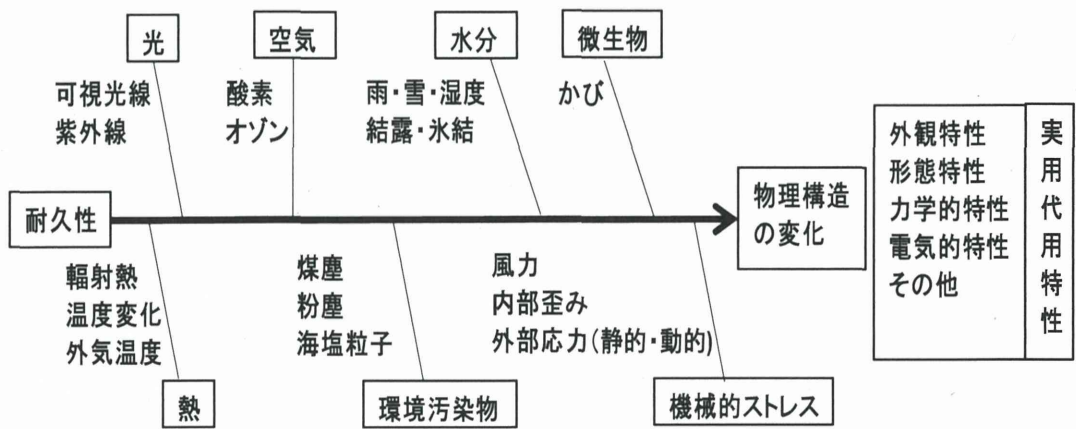 光
空気
水分
微生物
可視光線
紫外線
酸素
オゾン
雨・雪・湿度
結露・氷結
かび
耐久性
物理構造
の変化
外観特性
形態特性
力学的特性
電気的特性
その他
実用代用特性
輻射熱
温度変化
外気温度
煤塵
粉塵
海塩粒子
風力
内部歪み
外部応力(静的・動的)
熱
環境汚染物
機械的ストレス